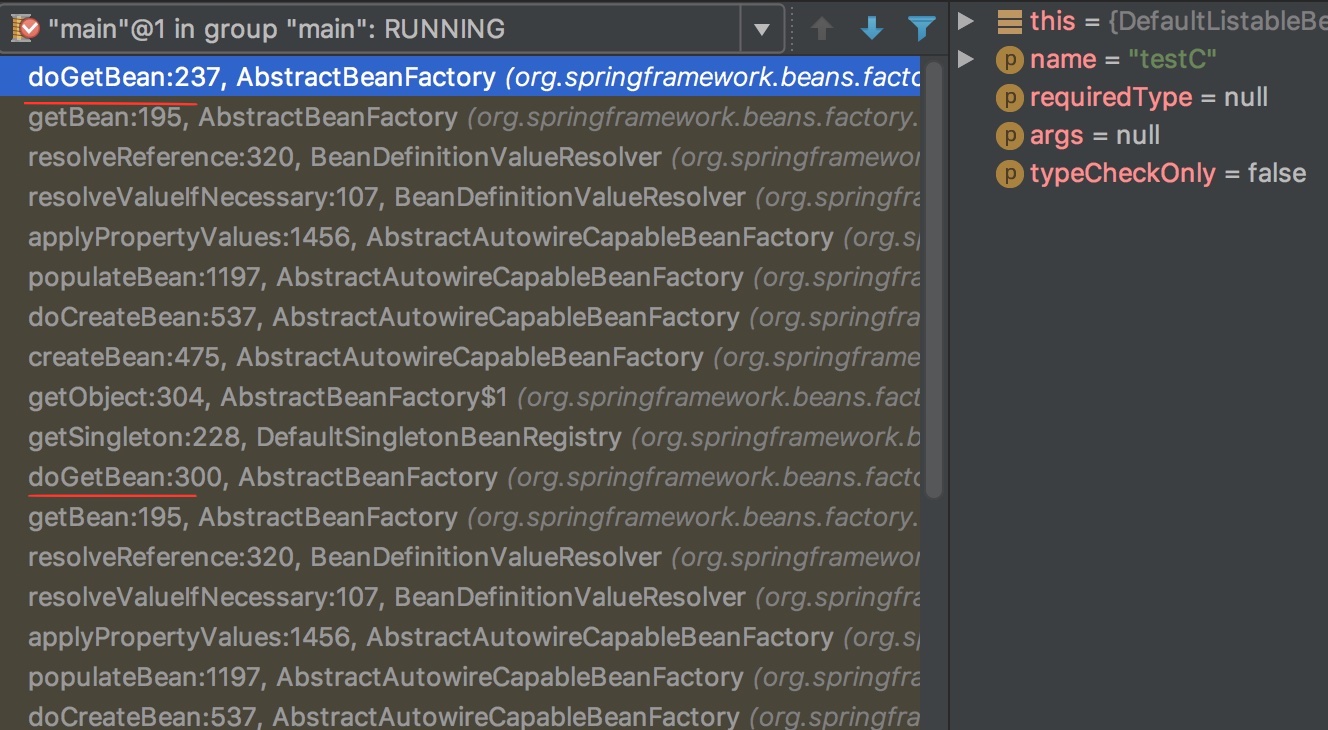 "main"@1 in group "main": RUNNING
doGetBean:237, AbstractBeanFactory (org.springframework.beans.facto
getBean:195, AbstractBeanFactory (org.springframework.beans.factory.
resolveReference:320, BeanDefinitionValueResolver (org.springframewor
resolveValueIfNecessary:107, BeanDefinitionValueResolver (org.springfra
applyPropertyValues:1456, AbstractAutowireCapableBeanFactory (org.sp
populateBean:1197, AbstractAutowireCapableBeanFactory (org.springfra
doCreateBean:537, AbstractAutowireCapableBeanFactory (org.springfra
createBean:475, AbstractAutowireCapableBeanFactory (org.springframe
getObject:304, AbstractBeanFactory$1 (org.springframework.beans.fact
getSingleton:228, DefaultSingletonBeanRegistry (org.springframework.b
doGetBean:300, AbstractBeanFactory (org.springframework.beans.facto
getBean:195, AbstractBeanFactory (org.springframework.beans.factory.
resolveReference:320, BeanDefinitionValueResolver (org.springframewor
resolveValueIfNecessary:107, BeanDefinitionValueResolver (org.springfra
applyPropertyValues:1456, AbstractAutowireCapableBeanFactory (org.sp
populateBean:1197, AbstractAutowireCapableBeanFactory (org.springfra
doCreateBean:537, AbstractAutowireCapableBeanFactory (org.springfra
this = {DefaultListableBe
p name = "testC"
p requiredType = null
p args = null
p typeCheckOnly = false